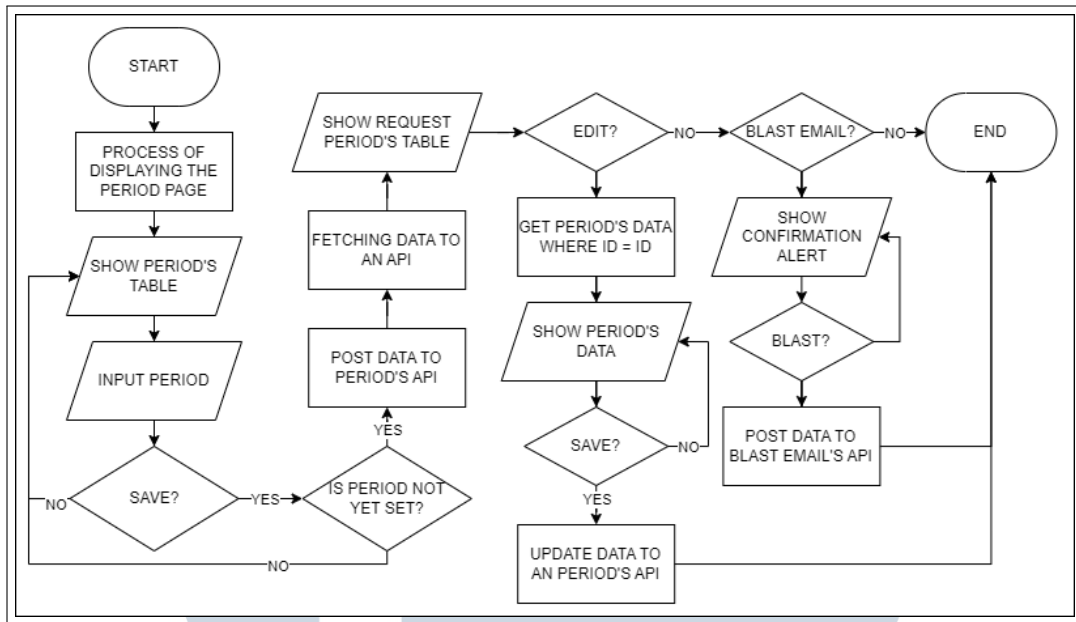 START
PROCESS OF
DISPLAYING THE
PERIOD PAGE
SHOW PERIOD'S
TABLE
INPUT PERIOD
SAVE?
NO
YES
IS PERIOD NOT
YET SET?
NO
YES
POST DATA TO
PERIOD'S API
FETCHING DATA TO
AN API
SHOW REQUEST
PERIOD'S TABLE
EDIT?
NO
GET PERIOD'S DATA
WHERE ID = ID
SHOW PERIOD'S
DATA
SAVE?
NO
YES
UPDATE DATA TO
AN PERIOD'S API
BLAST EMAIL?
NO
SHOW
CONFIRMATION
ALERT
BLAST?
POST DATA TO
BLAST EMAIL'S API
END